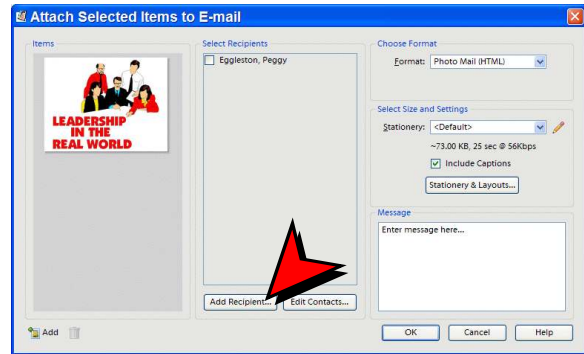 Attach Selected Items to E-mail
Items
LEADERSHIP
IN THE
REAL WORLD
Add
Select Recipients
Eggleston, Peggy
Add Recipient...
Edit Contacts...
Choose Format
Format: Photo Mail (HTML)
Select Size and Settings
Stationery: <Default>
~73.00 KB, 25 sec @ 56Kbps
Include Captions
Stationery & Layouts...
Message
Enter message here...
OK Cancel Help